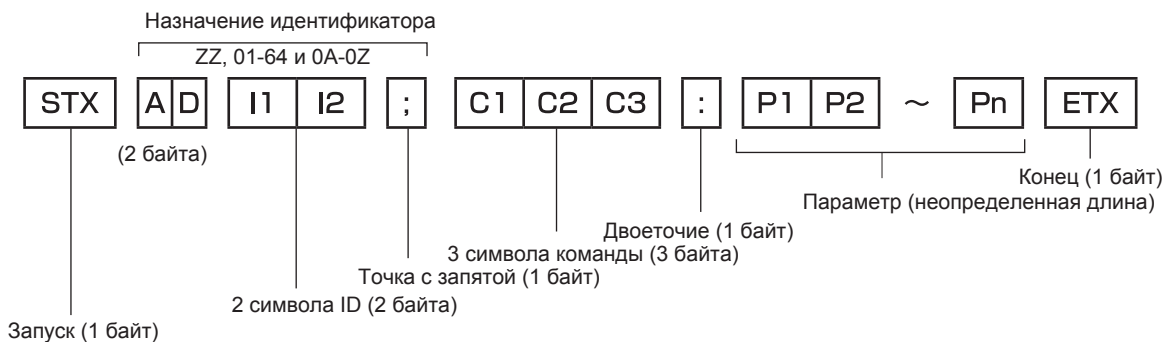 Назначение идентификатора
ZZ, 01-64 и 0A-0Z
STX A D I1 I2 ; C1 C2 C3 : P1 P2 ~ Pn ETX
(2 байта)
Конец (1 байт)
Параметр (неопределенная длина)
Двоеточие (1 байт)
3 символа команды (3 байта)
Точка с запятой (1 байт)
2 символа ID (2 байта)
Запуск (1 байт)